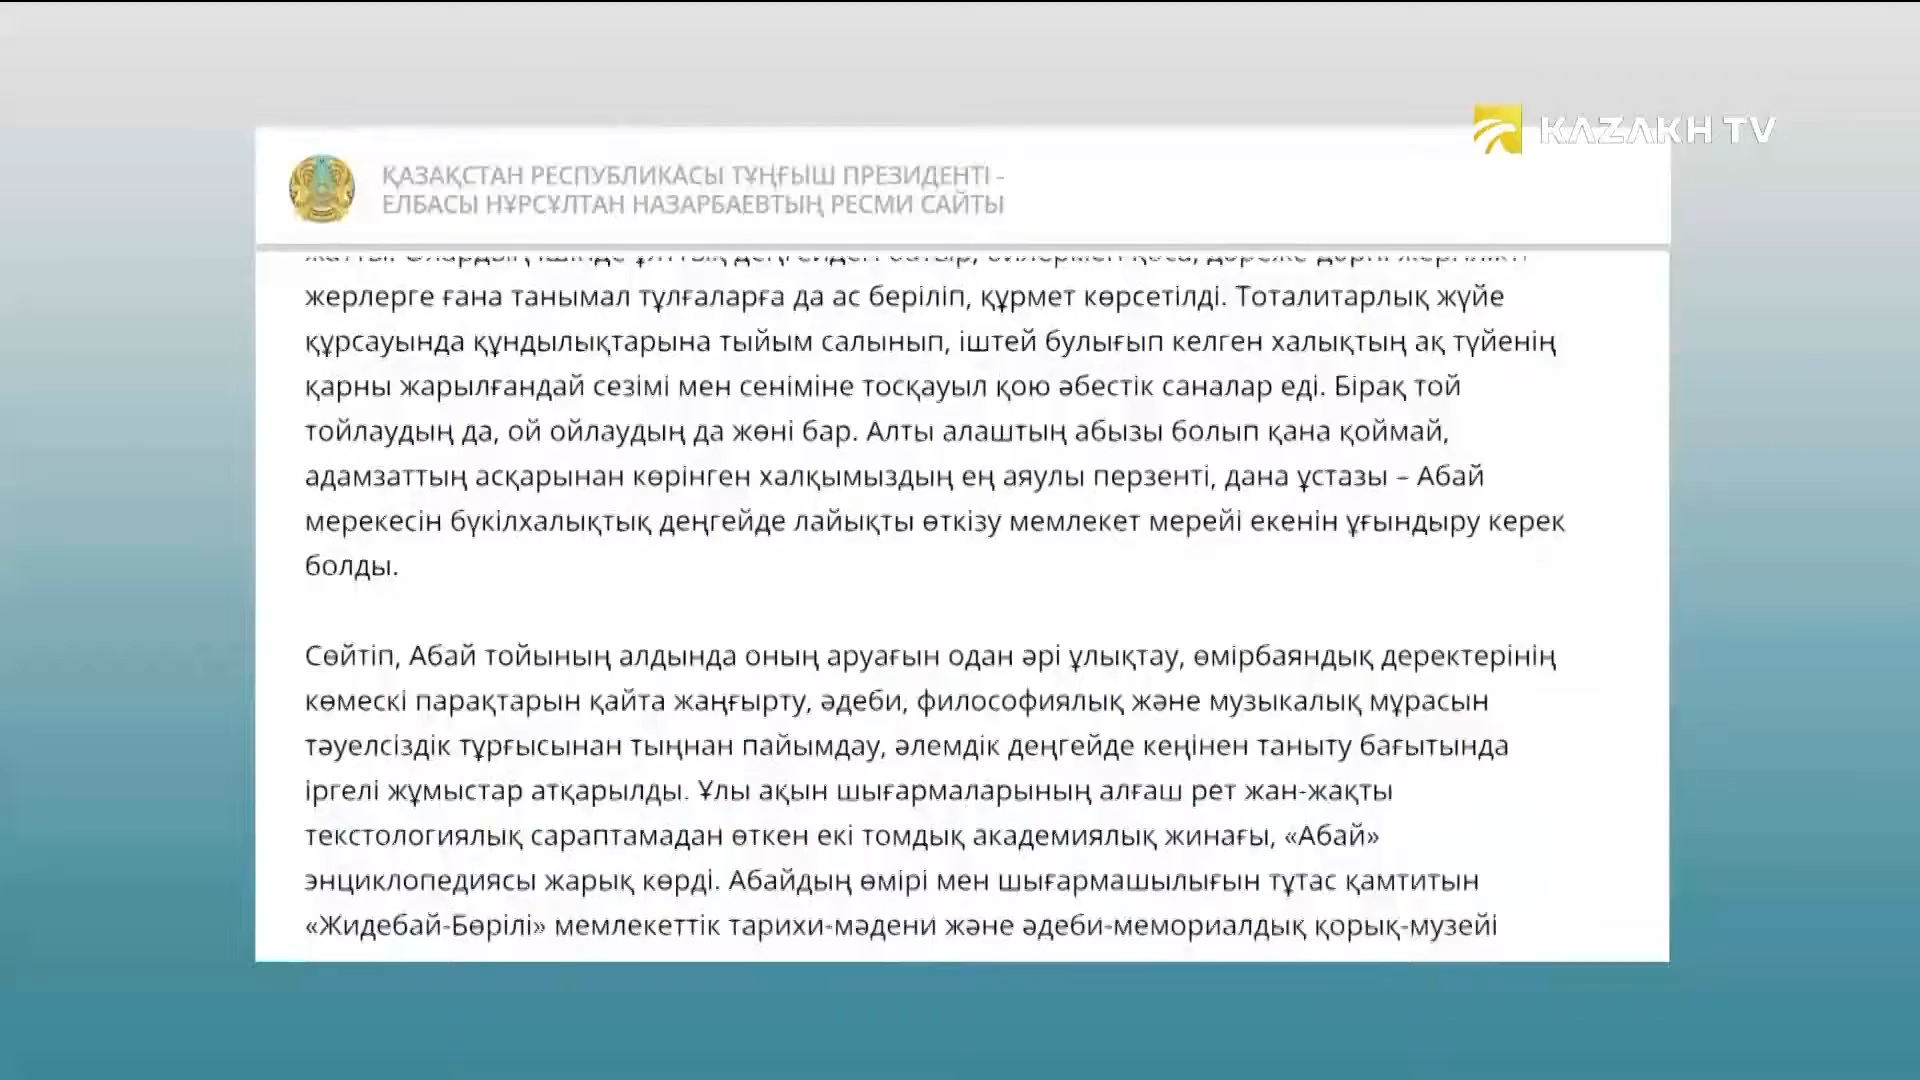 KAZAKH TV
ҚАЗАҚСТАН РЕСПУБЛИКАСЫ ТҰҢҒЫШ ПРЕЗИДЕНТІ -
ЕЛБАСЫ НҰРСҰЛТАН НАЗАРБАЕВТЫҢ РЕСМИ САЙТЫ
жерлерге ғана танымал тұлғаларға да ас беріліп, құрмет көрсетілді. Тоталитарлық жүйе
құрсауында құндылықтарына тыйым салынып, іштей булығып келген халықтың ақ түйенің
қарны жарылғандай сезімі мен сеніміне тосқауыл қою әбестік саналар еді. Бірақ той
тойлаудың да, ой ойлаудың да жөні бар. Алты алаштың абызы болып қана қоймай,
адамзаттың асқарынан көрінген халқымыздың ең аяулы перзенті, дана ұстазы – Абай
мерекесін бүкілхалықтық деңгейде лайықты өткізу мемлекет мерейі екенін ұғындыру керек
болды.
Сөйтіп, Абай тойының алдында оның аруағын одан әрі ұлықтау, өмірбаяндық деректерінің
көмескі парақтарын қайта жаңғырту, әдеби, философиялық және музыкалық мұрасын
тәуелсіздік тұрғысынан тыңнан пайымдау, әлемдік деңгейде кеңінен таныту бағытында
іргелі жұмыстар атқарылды. Ұлы ақын шығармаларының алғаш рет жан-жақты
текстологиялық сараптамадан өткен екі томдық академиялық жинағы, «Абай»
энциклопедиясы жарық көрді. Абайдың өмірі мен шығармашылығын тұтас қамтитын
«Жидебай-Бөрілі» мемлекеттік тарихи-мәдени және әдеби-мемориалдық қорық-музейі